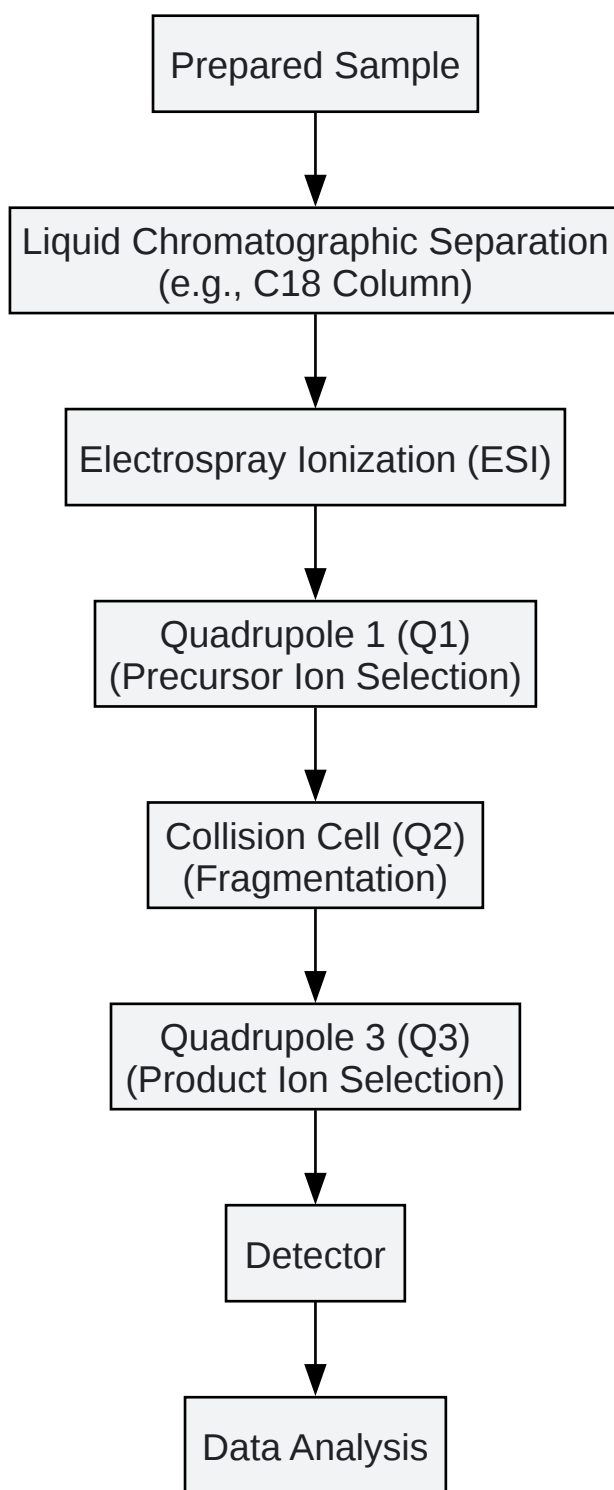 Prepared Sample
Liquid Chromatographic Separation
(e.g., C18 Column)
Electrospray Ionization (ESI)
Quadrupole 1 (Q1)
(Precursor Ion Selection)
Collision Cell (Q2)
(Fragmentation)
Quadrupole 3 (Q3)
(Product Ion Selection)
Detector
Data Analysis